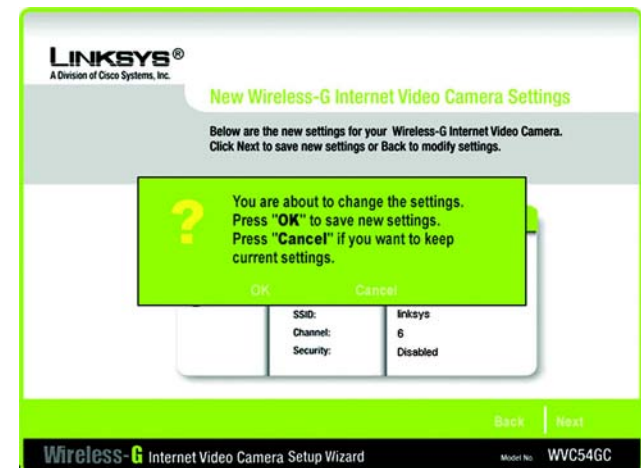 LINKSYS®
A Division of Cisco Systems, Inc.
New Wireless-G Internet Video Camera Settings
Below are the new settings for your Wireless-G Internet Video Camera.
Click Next to save new settings or Back to modify settings.
?
You are about to change the settings.
Press "OK" to save new settings.
Press "Cancel" if you want to keep
current settings.
OK Cancel
SSID: linksys
Channel: 6
Security: Disabled
Back Next
Wireless-G Internet Video Camera Setup Wizard Model No. WVC54GC